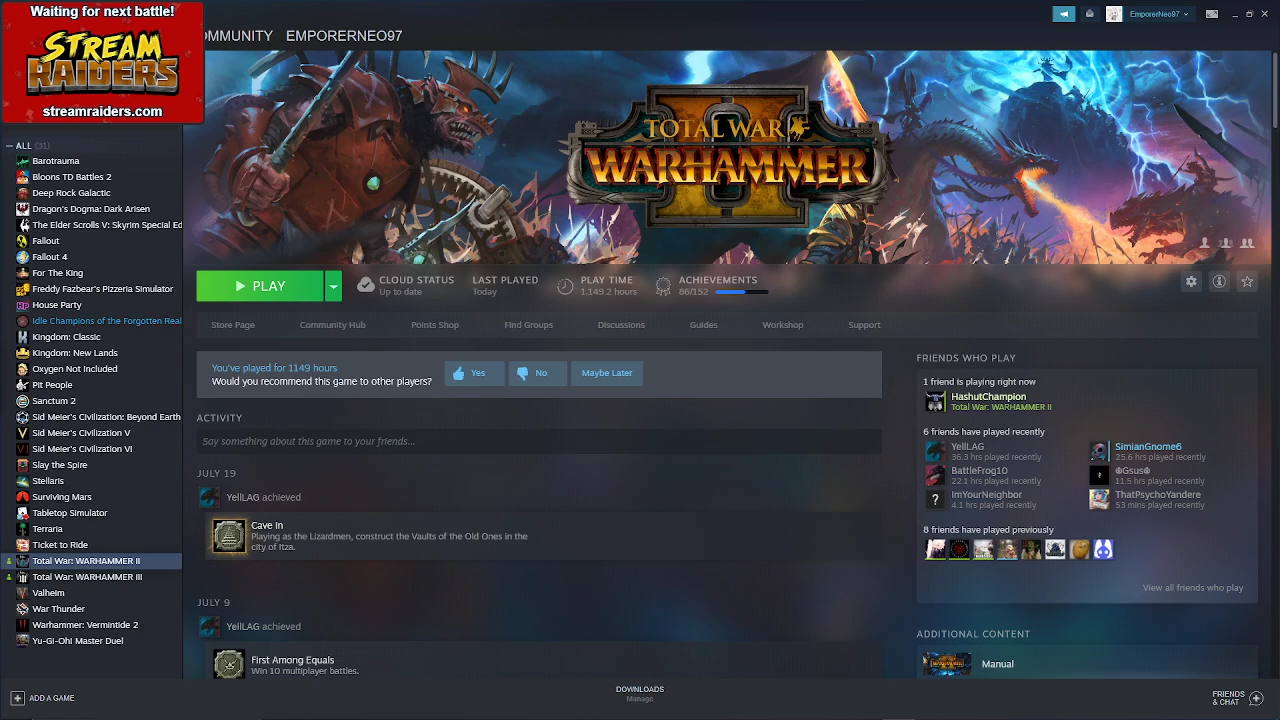 Waiting for next battle!
STREAM
RAIDERS
streamraiders.com
OMMUNITY EMPORERNEO97
EmporerNeo97
TOTAL WAR
WARHAMMER
II
ALL (31)
Barotrauma
Bloons TD Battles 2
Deep Rock Galactic
Dragon's Dogma: Dark Arisen
The Elder Scrolls V: Skyrim Special Ed
Fallout
Fallout 4
For The King
Freddy Fazbear's Pizzeria Simulator
House Party
Idle Champions of the Forgotten Real
Kingdom: Classic
Kingdom: New Lands
Oxygen Not Included
Pit People
Sanctum 2
Sid Meier's Civilization: Beyond Earth
Sid Meier's Civilization V
Sid Meier's Civilization VI
Slay the Spire
Stellaris
Surviving Mars
Tabletop Simulator
Terraria
Ticket to Ride
Total War: WARHAMMER II
Total War: WARHAMMER III
Valheim
War Thunder
Warhammer: Vermintide 2
Yu-Gi-Oh! Master Duel
PLAY
CLOUD STATUS
Up to date
LAST PLAYED
Today
PLAY TIME
1,149.2 hours
ACHIEVEMENTS
86/152
Store Page Community Hub Points Shop Find Groups Discussions Guides Workshop Support
You've played for 1149 hours
Would you recommend this game to other players?
Yes No Maybe Later
ACTIVITY
Say something about this game to your friends...
JULY 19
YellLAG achieved
Cave In
Playing as the Lizardmen, construct the Vaults of the Old Ones in the
city of Itza.
JULY 9
YellLAG achieved
First Among Equals
Win 10 multiplayer battles.
FRIENDS WHO PLAY
1 friend is playing right now
HashutChampion
Total War: WARHAMMER II
6 friends have played recently
YellLAG
36.3 hrs played recently
SimianGnome6
25.6 hrs played recently
BattleFrog10
22.1 hrs played recently
Gsus
11.5 hrs played recently
ImYourNeighbor
4.1 hrs played recently
ThatPsychoYandere
53 mins played recently
8 friends have played previously
View all friends who play
ADDITIONAL CONTENT
Manual
ADD A GAME
DOWNLOADS
Manage
FRIENDS
& CHAT